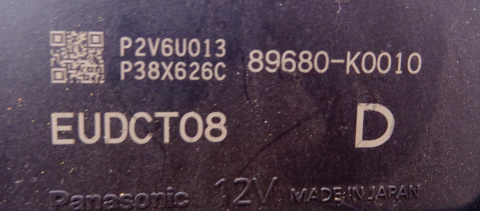 P2V6U013
P38X626C 89680-K0010
EUDCT08 D
Panasonic 12V MADE IN JAPAN